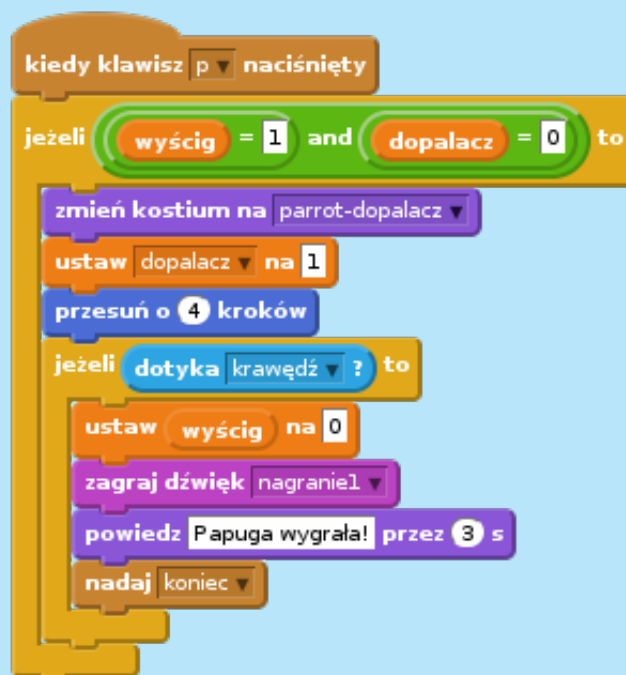 kiedy klawisz p naciśnięty
jeżeli wyścig = 1 and dopalacz = 0 to
zmień kostium na parrot-dopalacz
ustaw dopalacz na 1
przesuń o 4 kroków
jeżeli dotyka krawędź ? to
ustaw wyścig na 0
zagraj dźwięk nagranie1
powiedz Papuga wygrała! przez 3 s
nadaj koniec